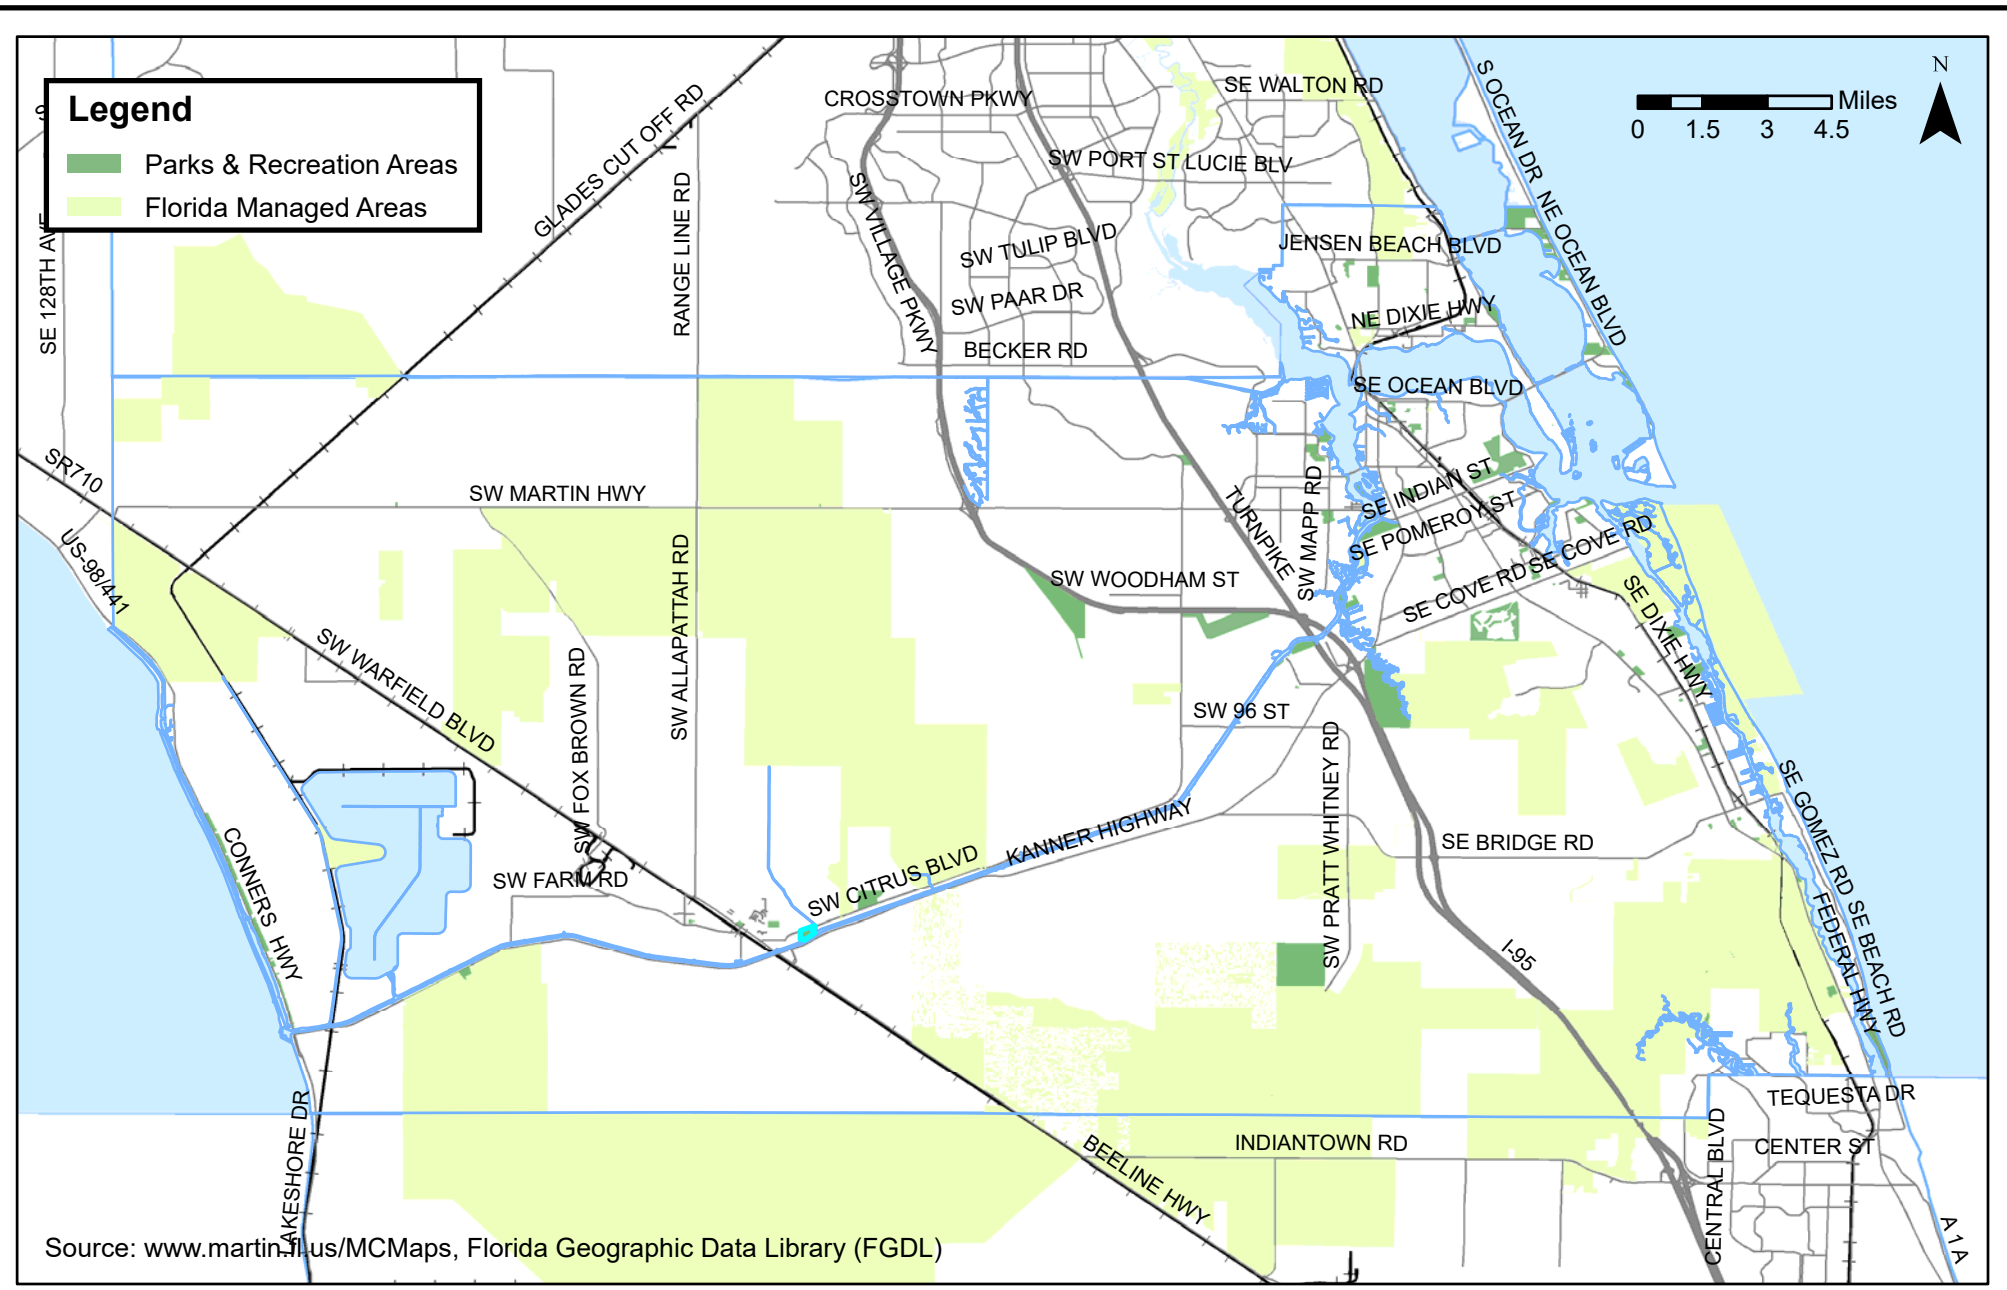 Legend
Parks & Recreation Areas
Florida Managed Areas
N
Miles
0 1.5 3 4.5
SE WALTON RD
S OCEAN DR
NE OCEAN BLVD
CROSSTOWN PKWY
GLADES CUT OFF RD
SW PORT ST LUCIE BLV
RANGE LINE RD
SW VILLAGE PKWY
SW TULIP BLVD
JENSEN BEACH BLVD
SE 128TH AVE
SW PAAR DR
NE DIXIE HWY
BECKER RD
SE OCEAN BLVD
SR710
SW MARTIN HWY
US-98/441
TURNPIKE
SW MAPP RD
SE INDIAN ST
SE POMEROY ST
SE COVE RD
SE COVE RD
SW WOODHAM ST
SW ALLAPATTAH RD
SW WARFIELD BLVD
SW FOX BROWN RD
SE DIXIE HWY
SW 96 ST
SW PRATT WHITNEY RD
KANNER HIGHWAY
SE BRIDGE RD
SE GOMEZ RD
SE BEACH RD
FEDERAL HWY
CONNERS HWY
SW FARM RD
SW CITRUS BLVD
I-95
LAKESHORE DR
TEQUESTA DR
INDIANTOWN RD
CENTER ST
CENTRAL BLVD
BEELINE HWY
A1A
Source: www.martin.fl.us/MCMaps, Florida Geographic Data Library (FGDL)